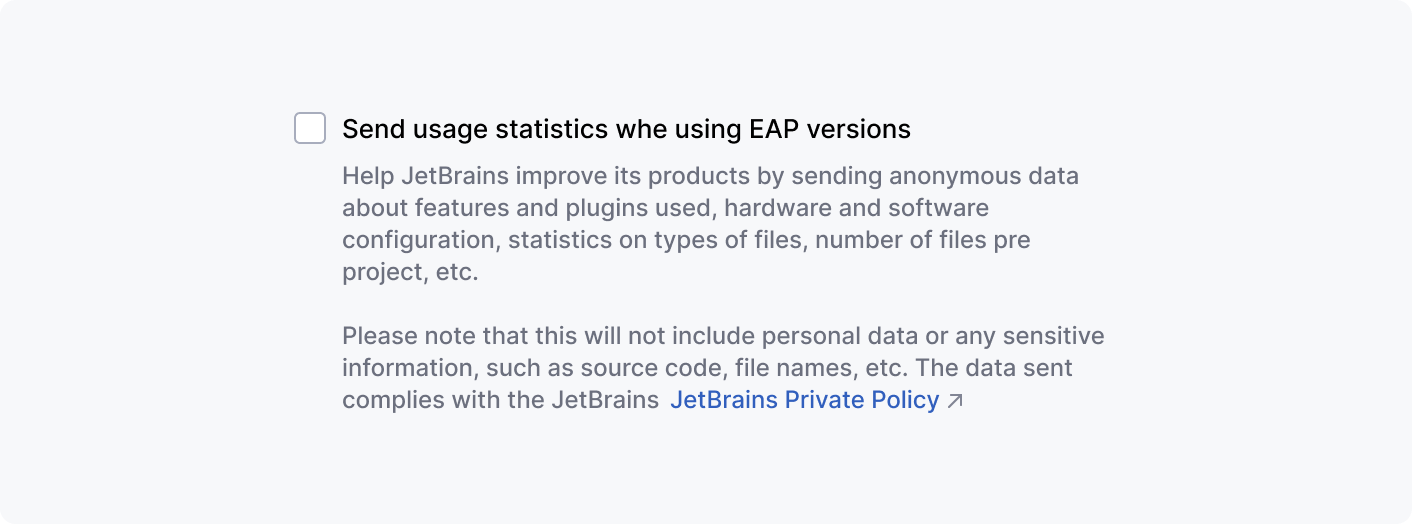 Send usage statistics whe using EAP versions
Help JetBrains improve its products by sending anonymous data
about features and plugins used, hardware and software
configuration, statistics on types of files, number of files pre
project, etc.
Please note that this will not include personal data or any sensitive
information, such as source code, file names, etc. The data sent
complies with the JetBrains JetBrains Private Policy ↗